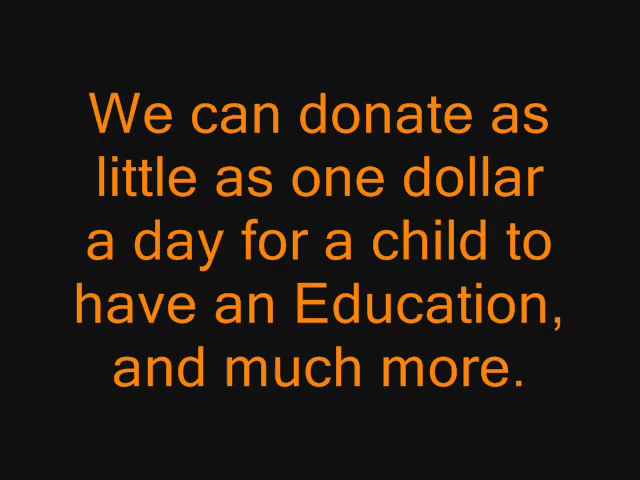 We can donate as
little as one dollar
a day for a child to
have an Education,
and much more.